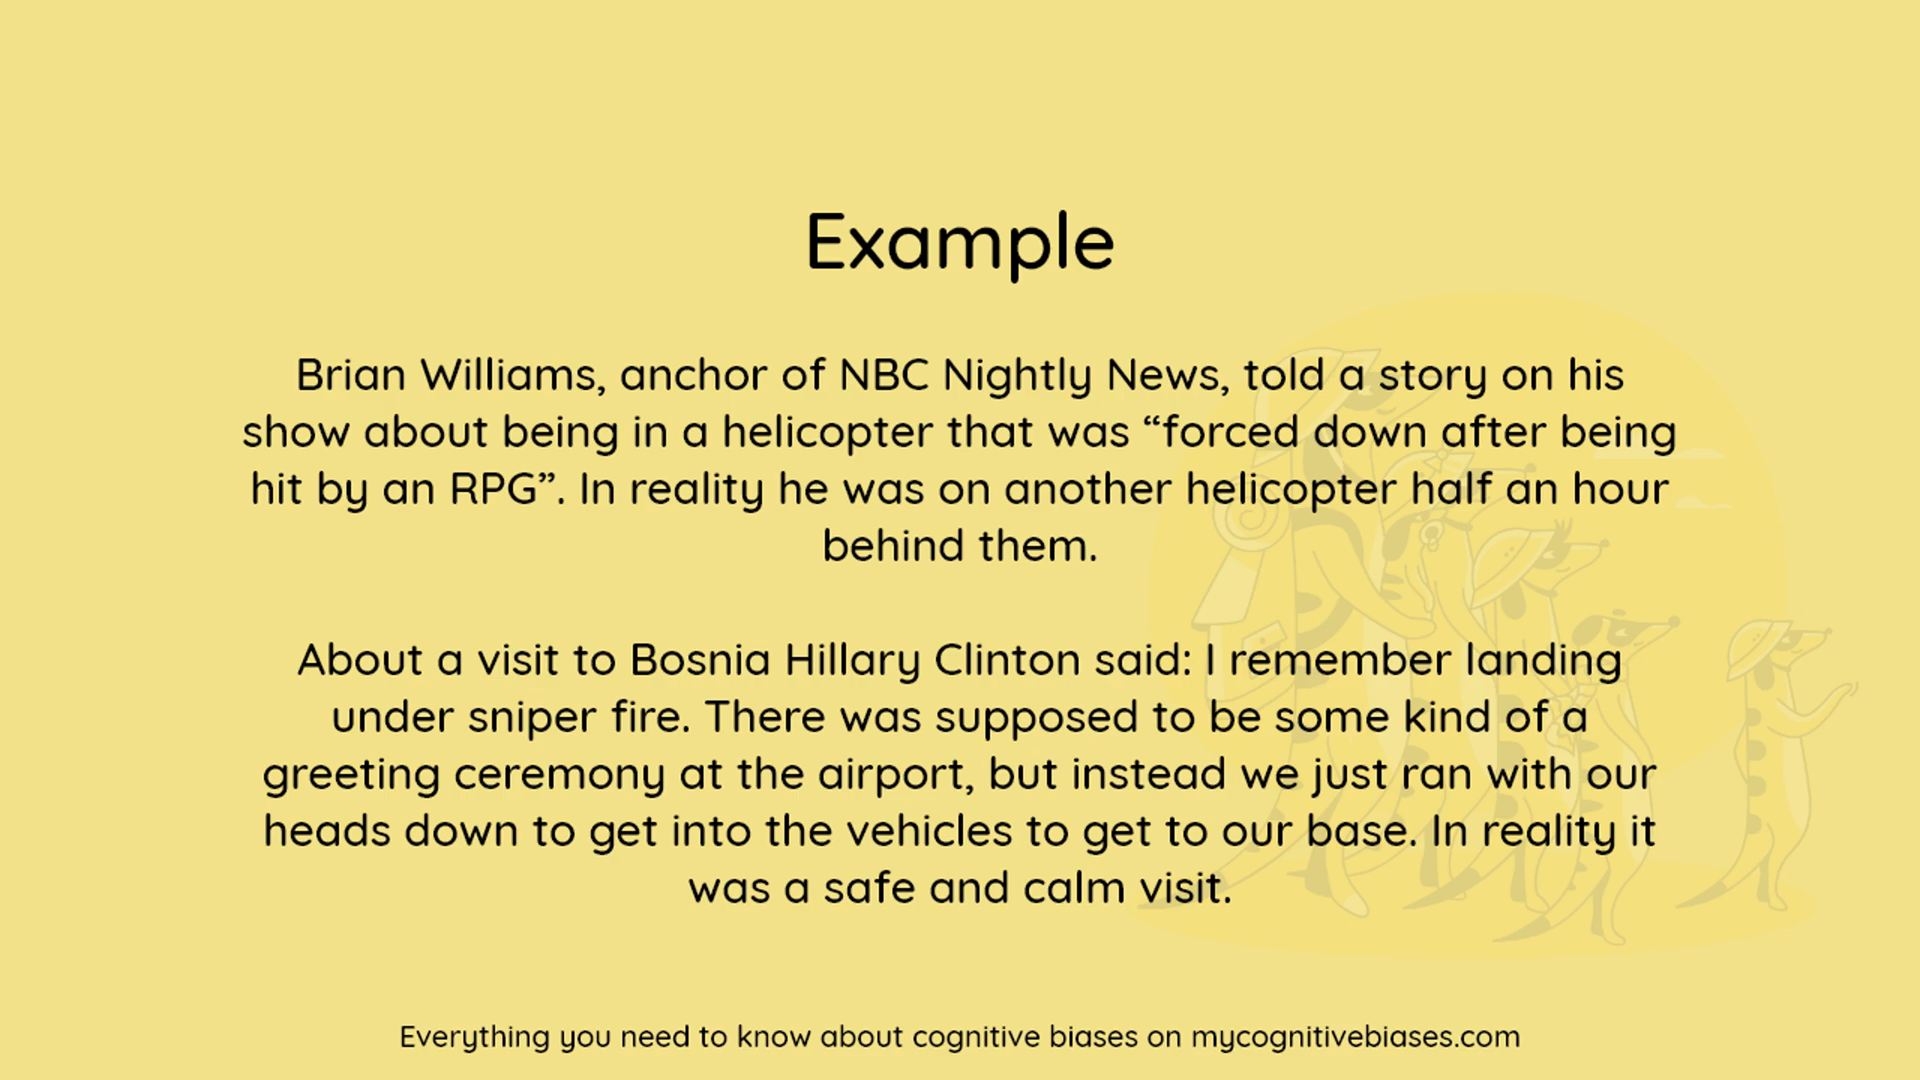 Example
Brian Williams, anchor of NBC Nightly News, told a story on his
show about being in a helicopter that was “forced down after being
hit by an RPG”. In reality he was on another helicopter half an hour
behind them.
About a visit to Bosnia Hillary Clinton said: I remember landing
under sniper fire. There was supposed to be some kind of a
greeting ceremony at the airport, but instead we just ran with our
heads down to get into the vehicles to get to our base. In reality it
was a safe and calm visit.
Everything you need to know about cognitive biases on mycognitivebiases.com